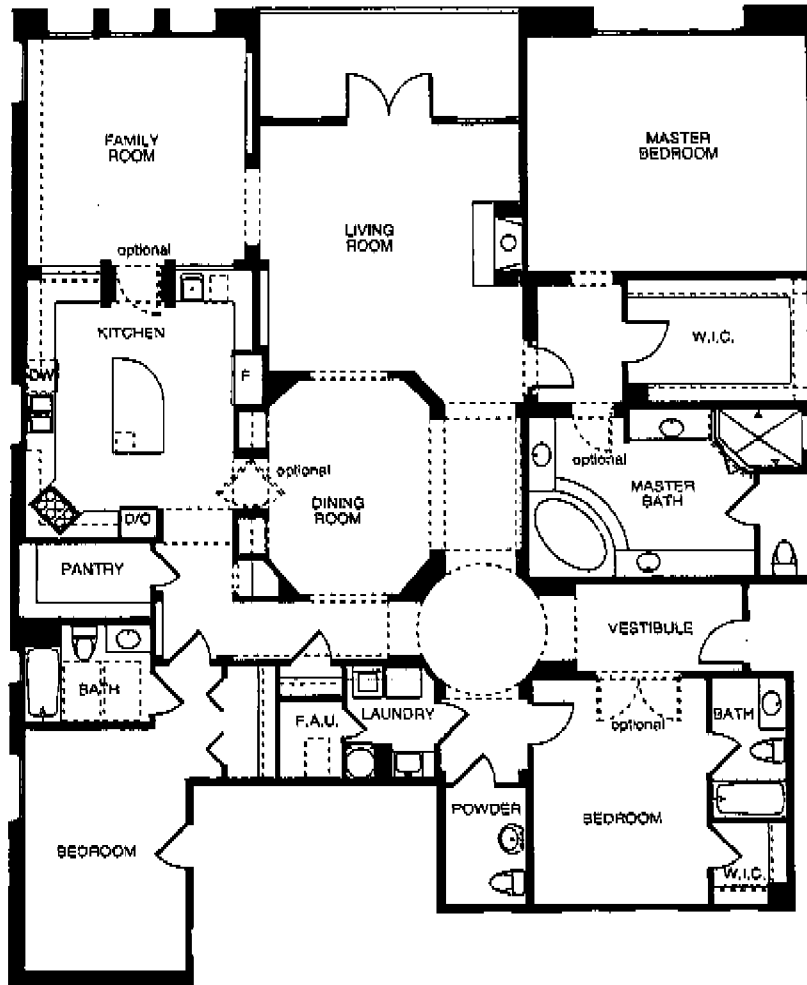 FAMILY
ROOM
MASTER
BEDROOM
LIVING
ROOM
optional
KITCHEN
W.I.C.
DW
F
optional
optional
MASTER
BATH
DINING
ROOM
D/O
PANTRY
VESTIBULE
BATH
F.A.U.
LAUNDRY
optional
BATH
POWDER
BEDROOM
BEDROOM
W.I.C.